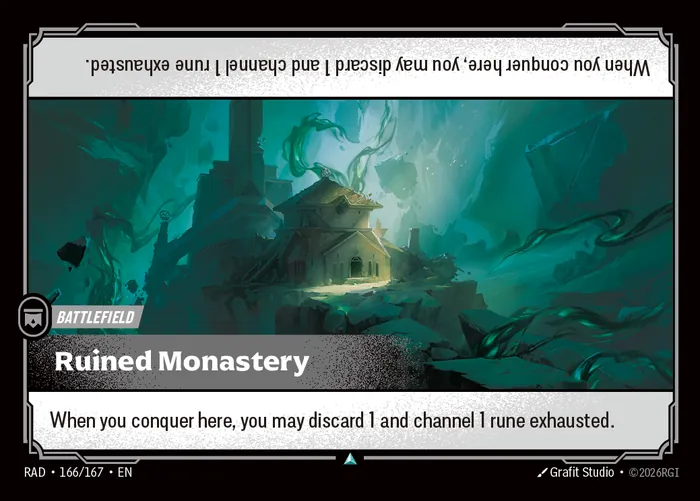 When you conquer here, you may discard 1 and channel 1 rune exhausted.
BATTLEFIELD
Ruined Monastery
When you conquer here, you may discard 1 and channel 1 rune exhausted.
RAD • 166/167 • EN
Grafit Studio • ©2026RGI